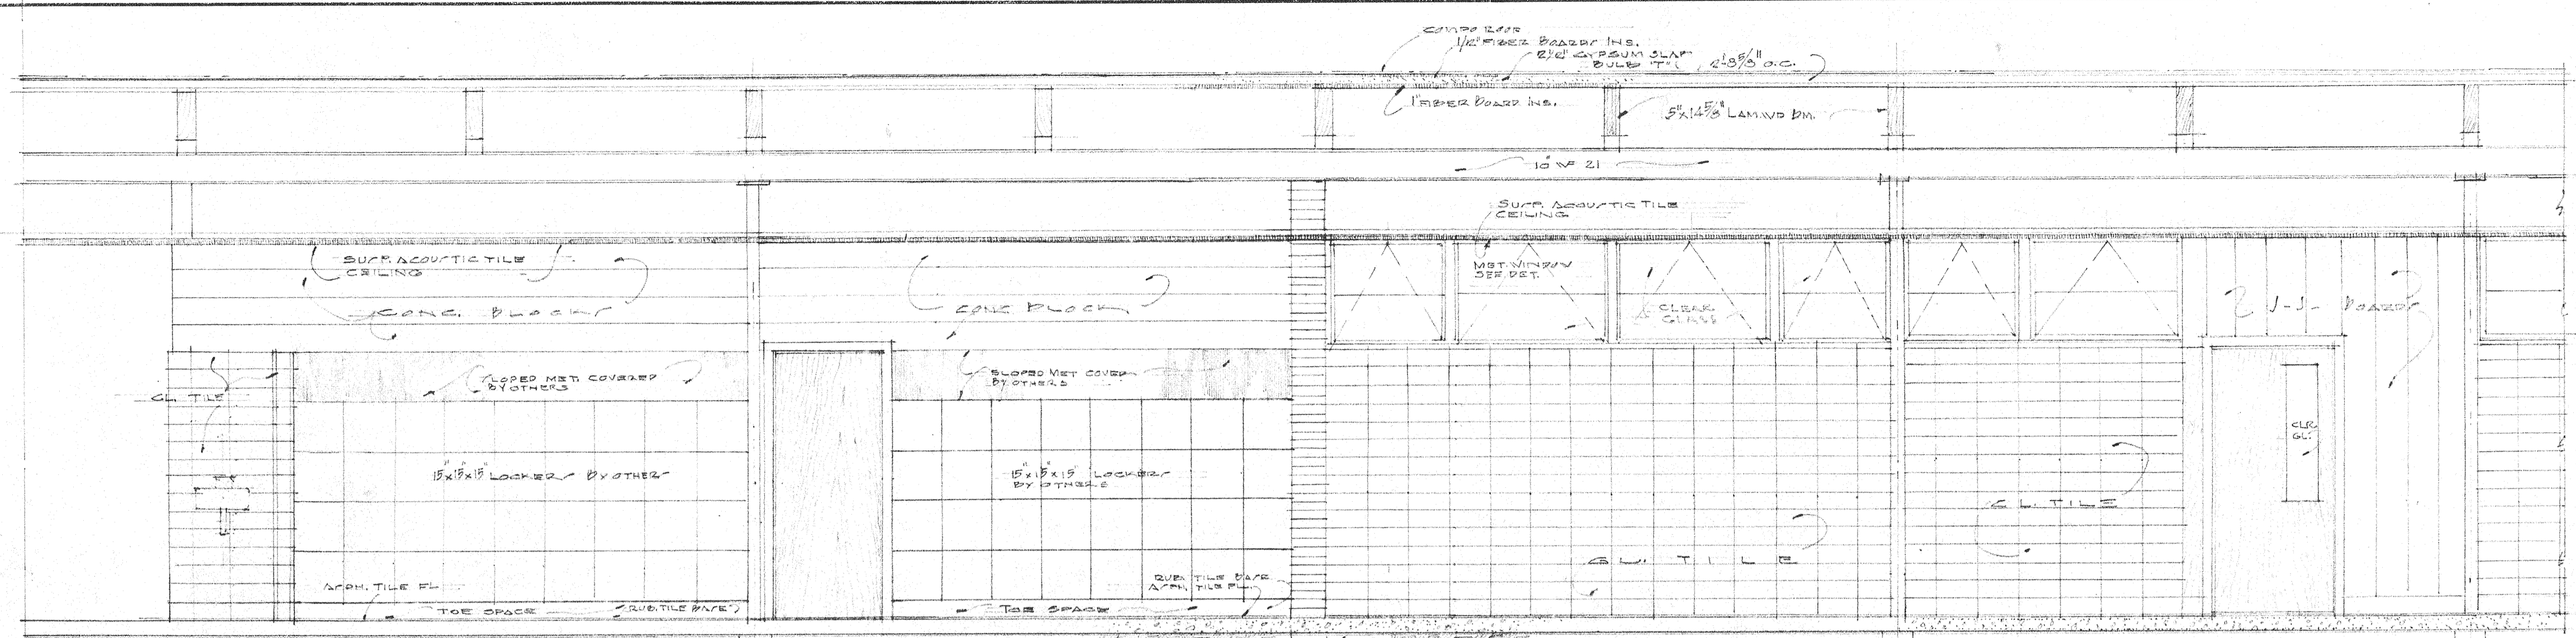 COMPO ROOF
1/2" FIBER BOARD INS.
2 1/2" GYPSUM SLAB
BULB "T" 2'-8 5/8" O.C.
1" FIBER BOARD INS.
5"x14 5/8" LAM. WD BM.
10" WF 21
SUSP. ACOUSTIC TILE
CEILING
SUSP. ACOUSTIC TILE
CEILING
MET. WINDOW
SEE DET.
CONC. BLOCK
CONC BLOCK
CLEAR
GLASS
BOARDS
SLOPED MET. COVERED
BY OTHERS
SLOPED MET COVER
BY OTHERS
GL. TILE
CLR.
GL.
15"x15"x15" LOCKERS BY OTHERS
15"x15"x15" LOCKERS
BY OTHERS
GL. TILE
GL. TILE
ASPH. TILE FL
RUB. TILE BASE
ASPH. TILE FL.
TOE SPACE
RUB. TILE BASE
TOE SPACE